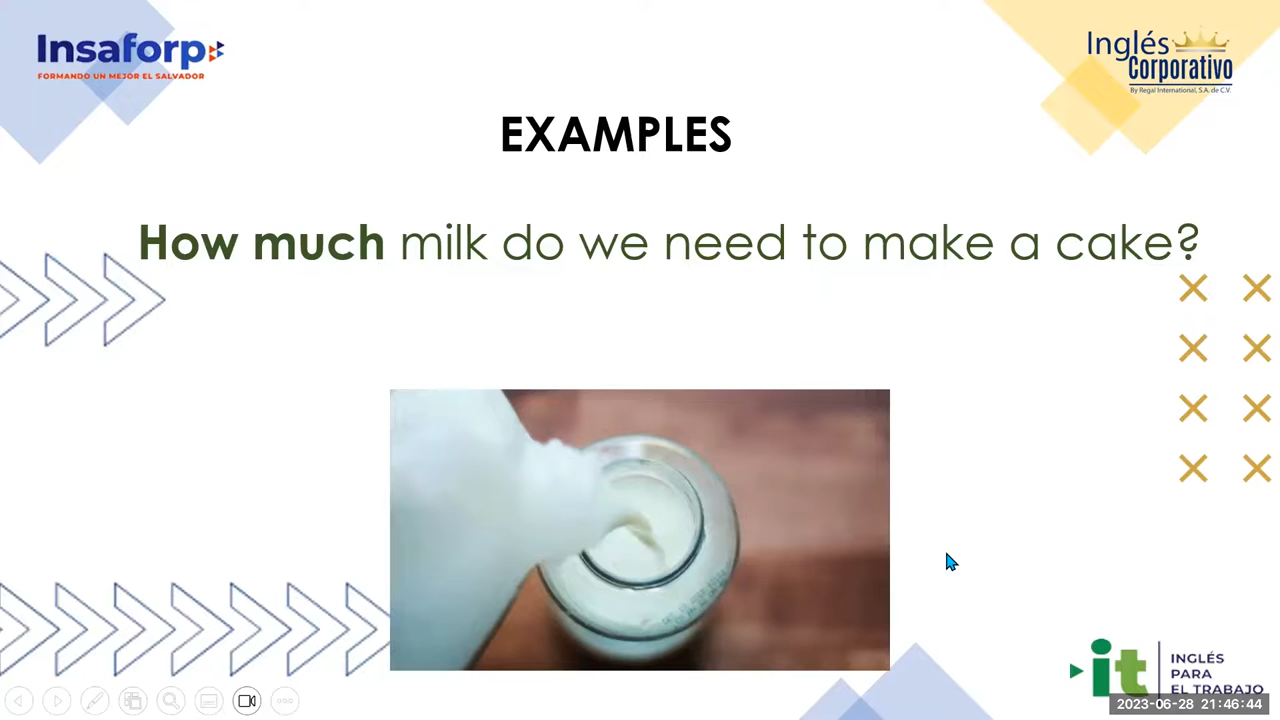 Insaforp
FORMANDO UN MEJOR EL SALVADOR
Inglés
Corporativo
By Regal International, S.A. de C.V.
EXAMPLES
How much milk do we need to make a cake?
it
INGLÉS
PARA
EL TRABAJO
2023-06-28 21:46:44